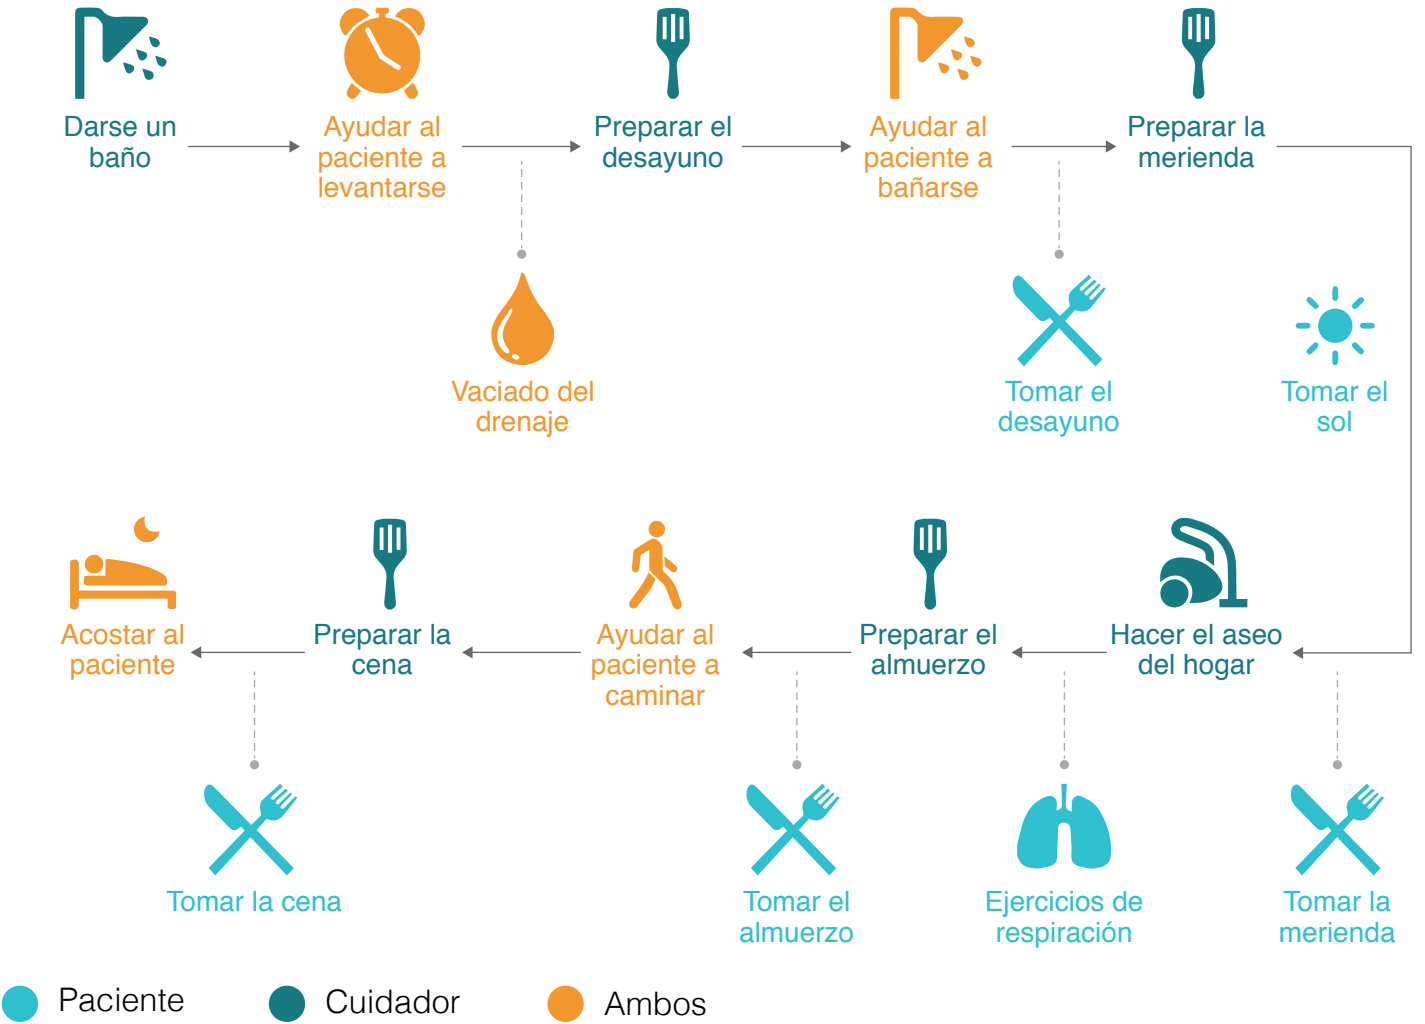 Darse un
baño
Ayudar al
paciente a
levantarse
Preparar el
desayuno
Ayudar al
paciente a
bañarse
Preparar la
merienda
Vaciado del
drenaje
Tomar el
desayuno
Tomar el
sol
Acostar al
paciente
Preparar la
cena
Ayudar al
paciente a
caminar
Preparar el
almuerzo
Hacer el aseo
del hogar
Tomar la cena
Tomar el
almuerzo
Ejercicios de
respiración
Tomar la
merienda
Paciente
Cuidador
Ambos